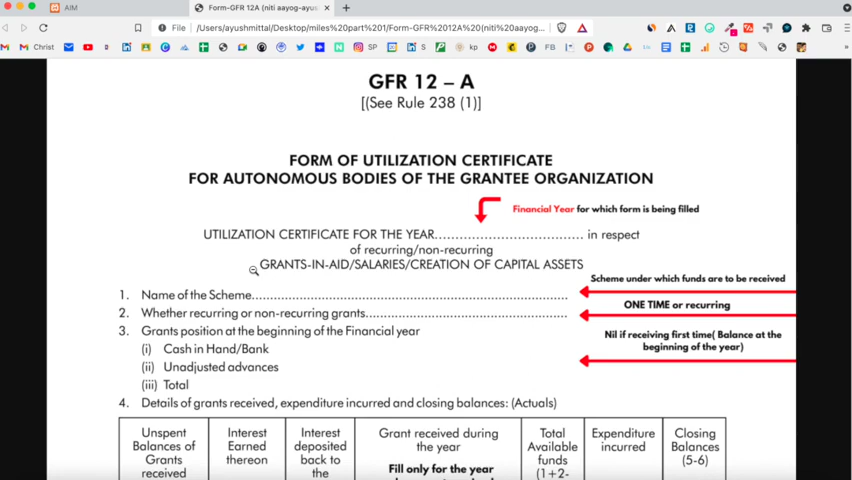 AIM
Form-GFR 12A (niti aayog-ayus
File
/Users/ayushmittal/Desktop/miles%20part%201/Form-GFR%2012A%20(niti%20aayog...
Christ
SP
kp
FB
GFR 12 – A
[(See Rule 238 (1)]
FORM OF UTILIZATION CERTIFICATE
FOR AUTONOMOUS BODIES OF THE GRANTEE ORGANIZATION
Financial Year for which form is being filled
UTILIZATION CERTIFICATE FOR THE YEAR.................................... in respect
of recurring/non-recurring
GRANTS-IN-AID/SALARIES/CREATION OF CAPITAL ASSETS
Scheme under which funds are to be received
1. Name of the Scheme...............................................................................
ONE TIME or recurring
2. Whether recurring or non-recurring grants..................................................
3. Grants position at the beginning of the Financial year
Nil if receiving first time( Balance at the
beginning of the year)
(i) Cash in Hand/Bank
(ii) Unadjusted advances
(iii) Total
4. Details of grants received, expenditure incurred and closing balances: (Actuals)
Unspent
Balances of
Grants
received
Interest
Earned
thereon
Interest
deposited
back to
the
Grant received during
the year
Fill only for the year
Total
Available
funds
(1+2-
Expenditure
incurred
Closing
Balances
(5-6)